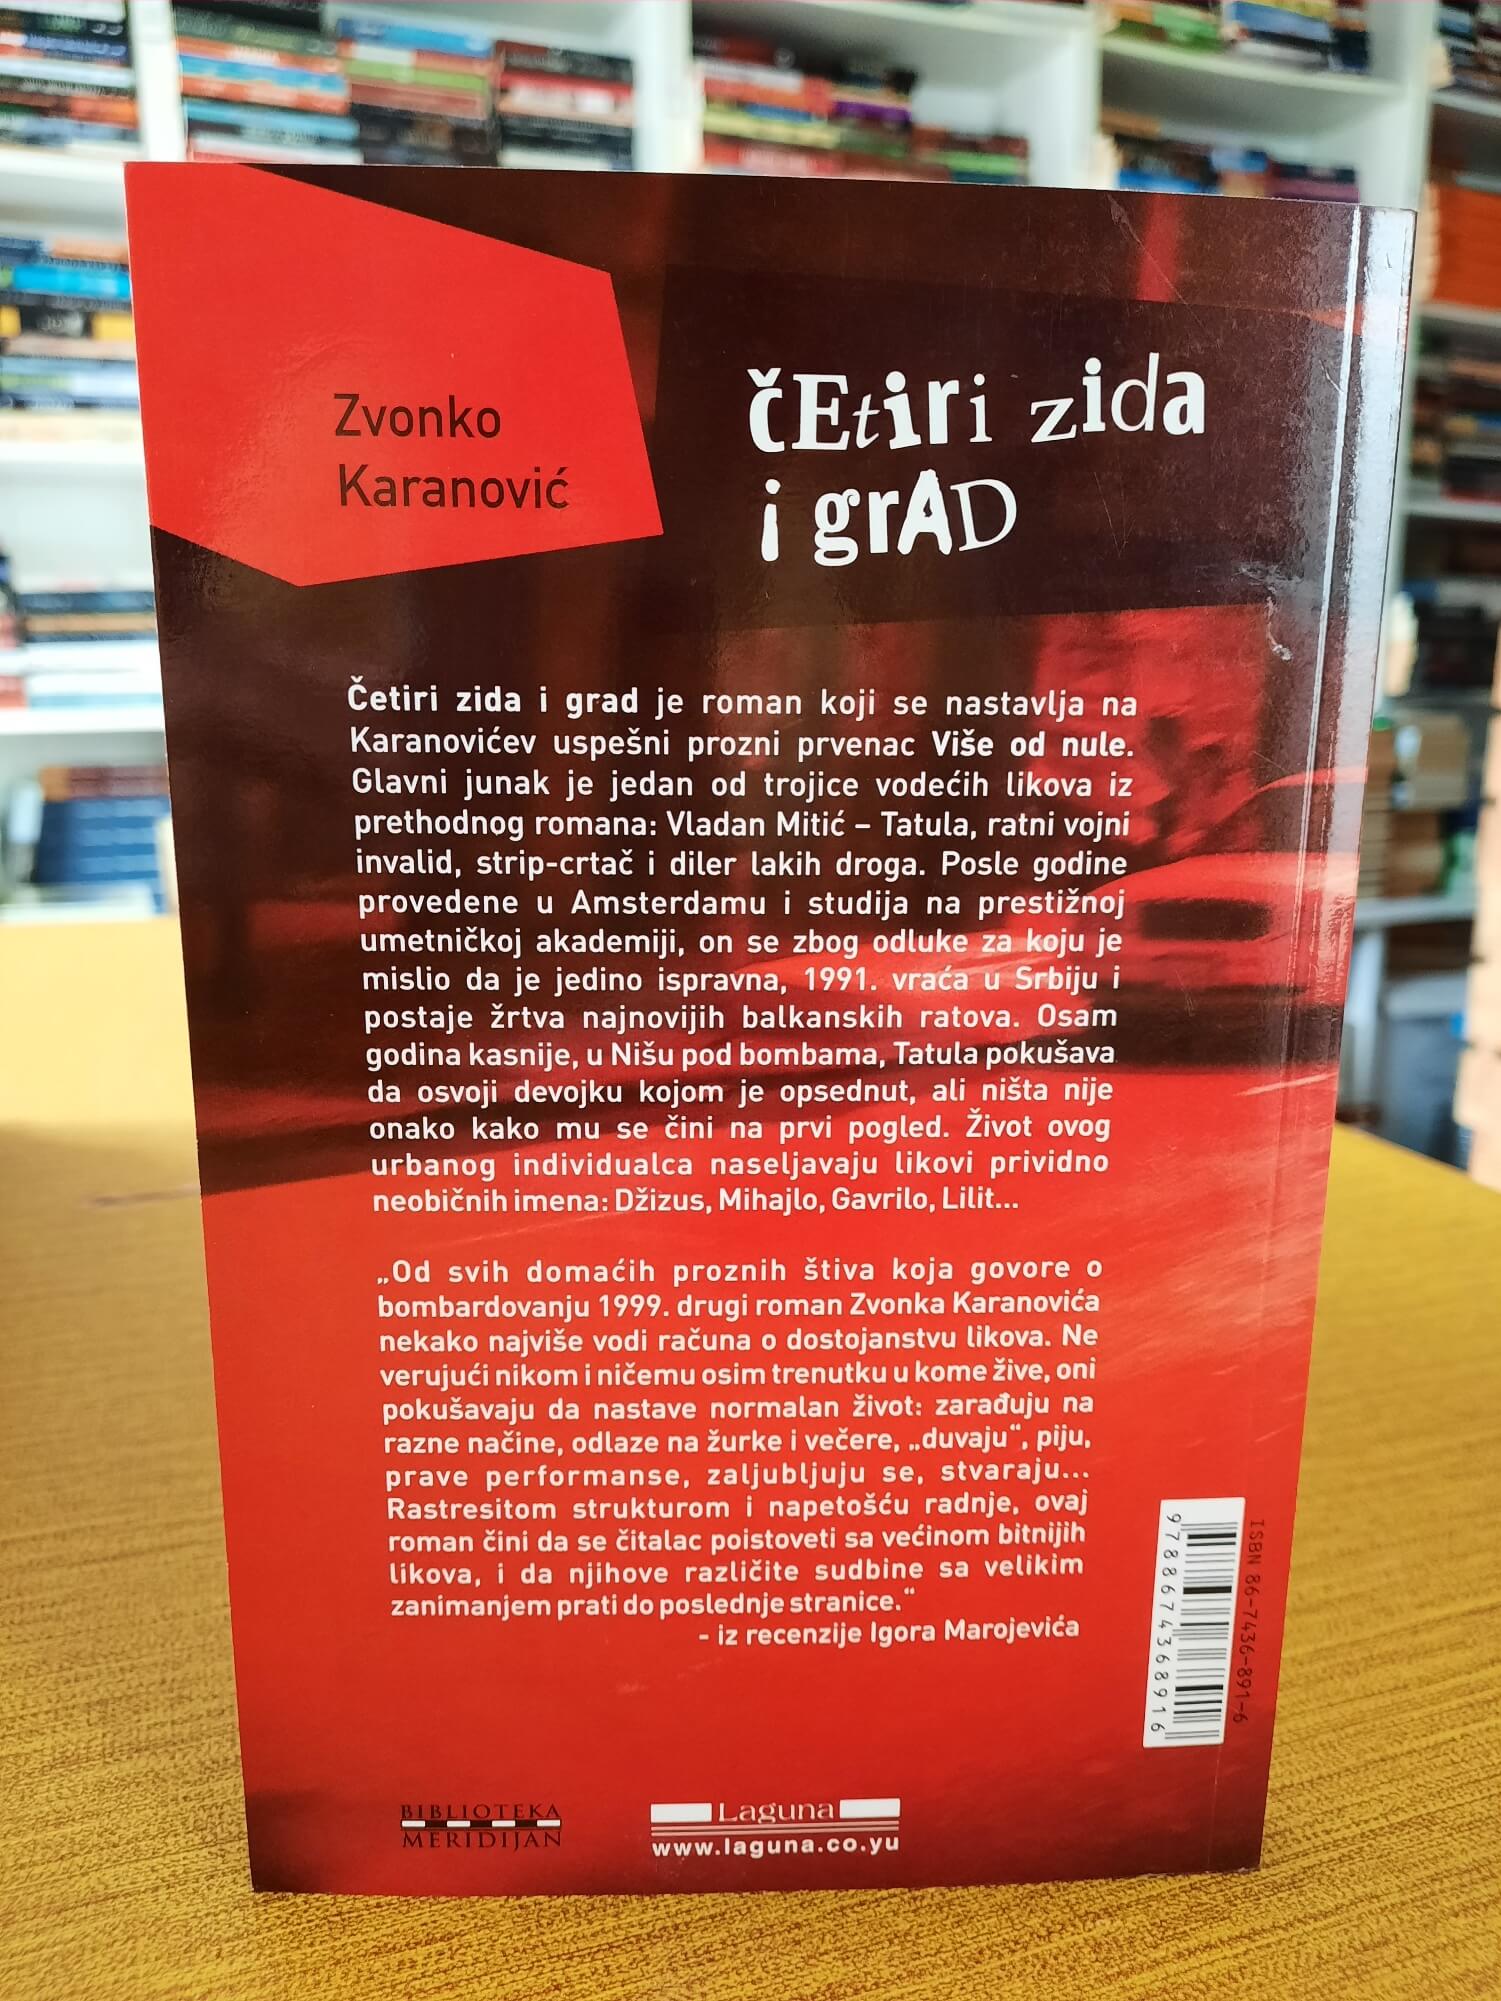 Zvonko
Karanović
četiri zida
i grad
Četiri zida i grad je roman koji se nastavlja na
Karanovićev uspešni prozni prvenac Više od nule.
Glavni junak je jedan od trojice vodećih likova iz
prethodnog romana: Vladan Mitić – Tatula, ratni vojni
invalid, strip-crtač i diler lakih droga. Posle godine
provedene u Amsterdamu i studija na prestižnoj
umetničkoj akademiji, on se zbog odluke za koju je
mislio da je jedino ispravna, 1991. vraća u Srbiju i
postaje žrtva najnovijih balkanskih ratova. Osam
godina kasnije, u Nišu pod bombama, Tatula pokušava
da osvoji devojku kojom je opsednut, ali ništa nije
onako kako mu se čini na prvi pogled. Život ovog
urbanog individualca naseljavaju likovi prividno
neobičnih imena: Džizus, Mihajlo, Gavrilo, Lilit...
„Od svih domaćih proznih štiva koja govore o
bombardovanju 1999. drugi roman Zvonka Karanovića
nekako najviše vodi računa o dostojanstvu likova. Ne
verujući nikom i ničemu osim trenutku u kome žive, oni
pokušavaju da nastave normalan život: zarađuju na
razne načine, odlaze na žurke i večere, „duvaju“, piju,
prave performanse, zaljubljuju se, stvaraju...
Rastresitom strukturom i napetošću radnje, ovaj
roman čini da se čitalac poistoveti sa većinom bitnijih
likova, i da njihove različite sudbine sa velikim
zanimanjem prati do poslednje stranice.“
- iz recenzije Igora Marojevića
ISBN 86-7436-891-6
9788674368916
BIBLIOTEKA
MERIDIJAN
Laguna
www.laguna.co.yu